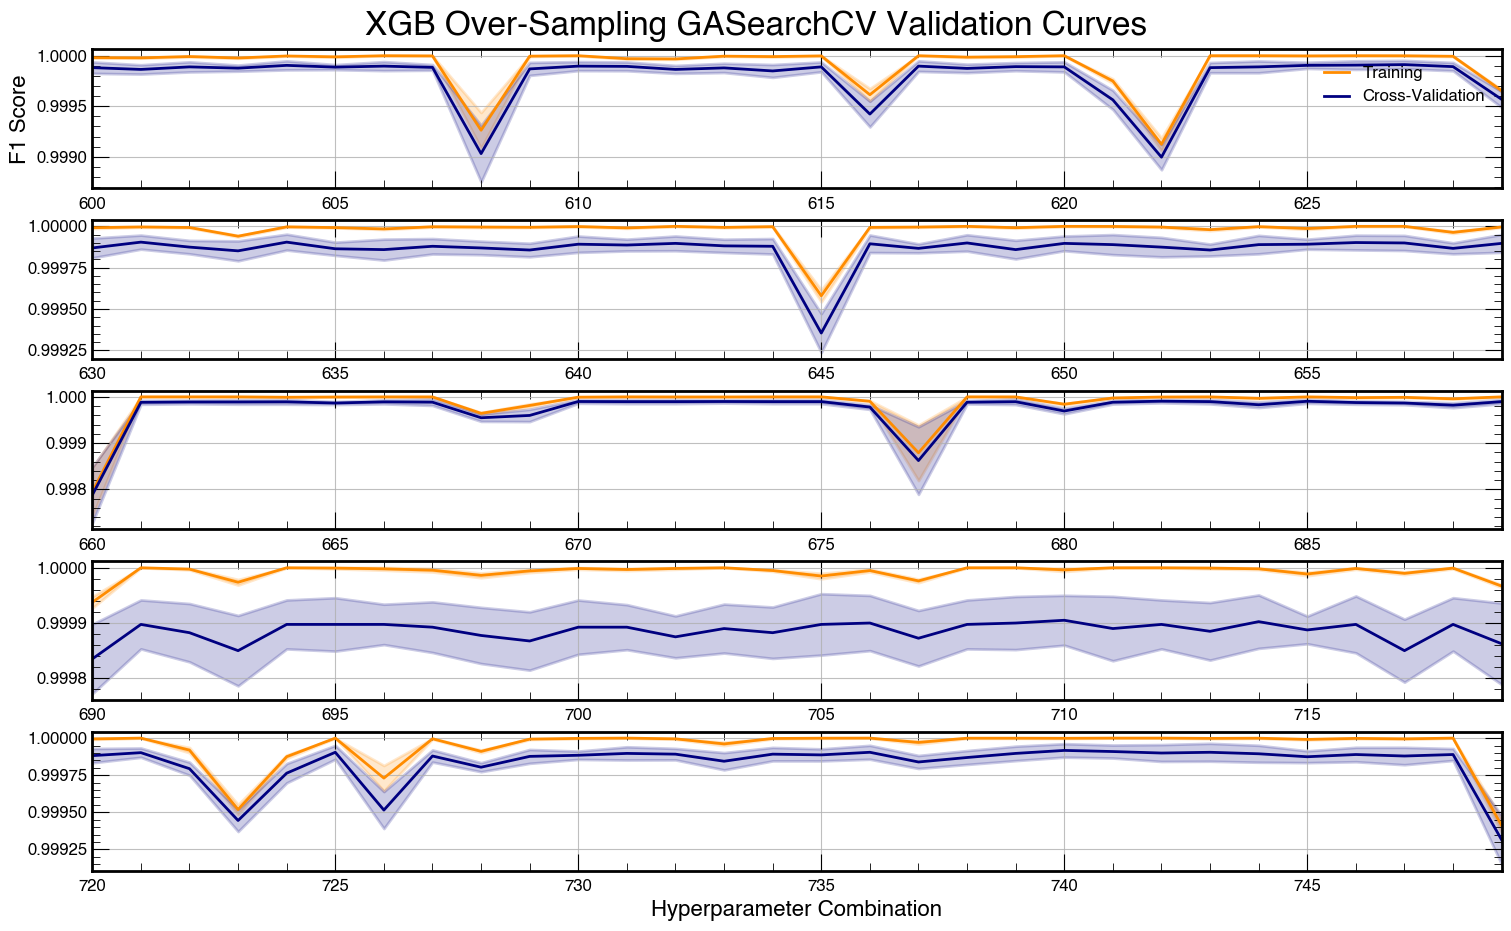 XGB Over-Sampling GASearchCV Validation Curves
F1 Score
1.0000
0.9995
0.9990
Training
Cross-Validation
600 605 610 615 620 625
1.00000
0.99975
0.99950
0.99925
630 635 640 645 650 655
1.000
0.999
0.998
660 665 670 675 680 685
1.0000
0.9999
0.9998
690 695 700 705 710 715
1.00000
0.99975
0.99950
0.99925
720 725 730 735 740 745
Hyperparameter Combination